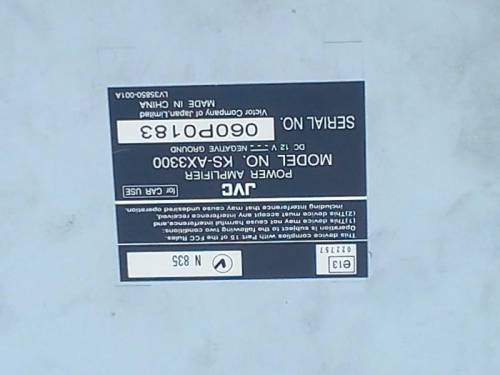 e13
022757
N 835
This device complies with Part 15 of the FCC Rules.
Operation is subject to the following two conditions:
(1)This device may not cause harmful interference,and
(2)This device must accept any interference received,
including interference that may cause undesired operation.
JVC
for CAR USE
POWER AMPLIFIER
MODEL NO. KS-AX3300
DC 12 V NEGATIVE GROUND
SERIAL NO. 060P0183
Victor Company of Japan,Limited
MADE IN CHINA
LV35850-001A